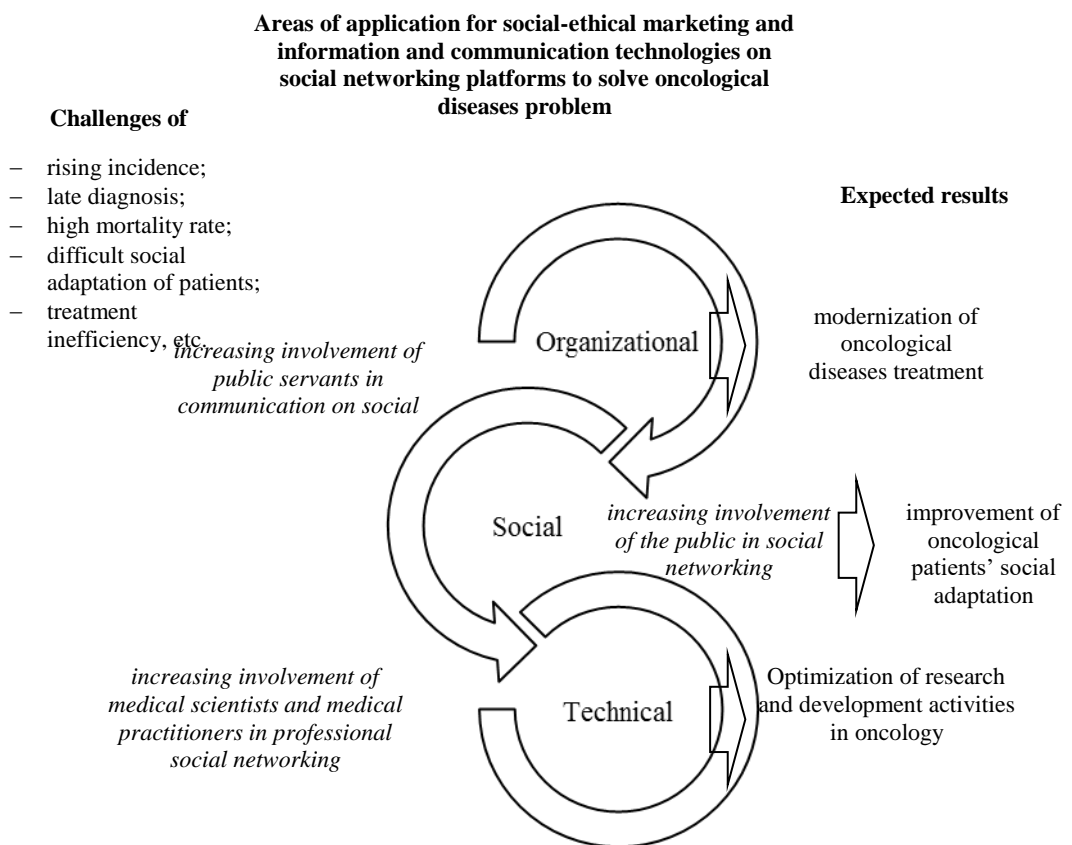 Areas of application for social-ethical marketing and
information and communication technologies on
social networking platforms to solve oncological
diseases problem
Challenges of
– rising incidence;
– late diagnosis;
– high mortality rate;
– difficult social
adaptation of patients;
– treatment
inefficiency, etc.
Expected results
increasing involvement of
public servants in
communication on social
Organizational
modernization of
oncological
diseases treatment
Social
increasing involvement
of the public in social
networking
improvement of
oncological
patients’ social
adaptation
increasing involvement of
medical scientists and medical
practitioners in professional
social networking
Technical
Optimization of research
and development activities
in oncology